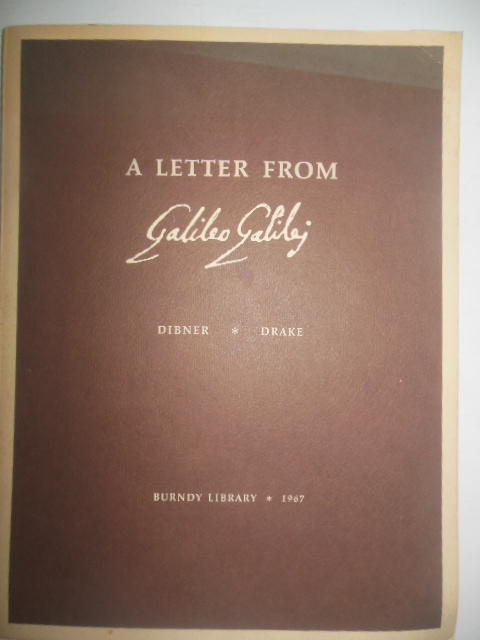 A LETTER FROM
Galileo Galilej
DIBNER * DRAKE
BURNDY LIBRARY * 1967